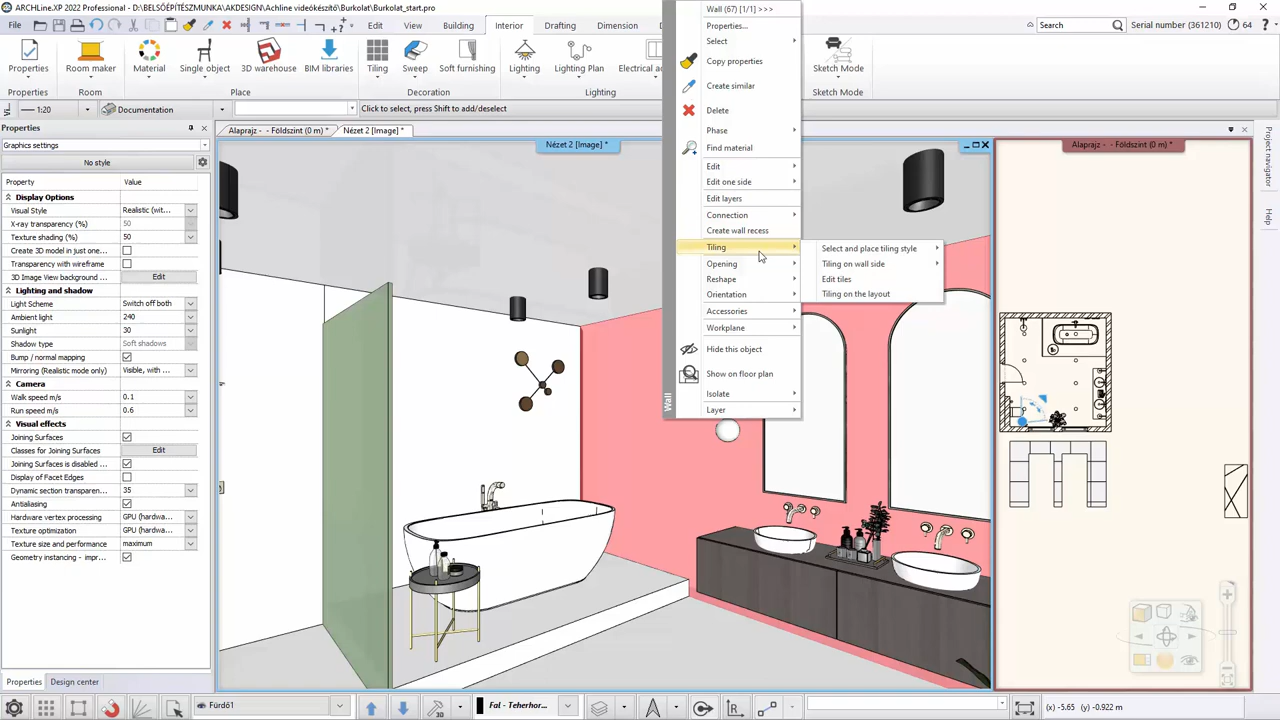 ARCHLine.XP 2022 Professional - D:\BELSŐÉPÍTÉSZMUNKA\AKDESIGN\Achline videókészítő\Burkolat\Burkolat_start.pro
File
Edit
View
Building
Interior
Drafting
Dimension
Search
Serial number (361210)
64
Properties
Room maker
Material
Single object
3D warehouse
BIM libraries
Tiling
Sweep
Soft furnishing
Lighting
Lighting Plan
Electrical ac
Sketch Mode
Properties
Room
Place
Decoration
Lighting
Sketch Mode
1:20
Documentation
Click to select, press Shift to add/deselect
Properties
Graphics settings
No style
Property Value
Display Options
Visual Style Realistic (wit...
X-ray transparency (%) 50
Texture shading (%) 50
Create 3D model in just one...
Transparency with wireframe
3D Image View background Edit
Lighting and shadow
Light Scheme Switch off both
Ambient light 240
Sunlight 30
Shadow type Soft shadows
Bump / normal mapping
Mirroring (Realistic mode only) Visible, with ...
Camera
Walk speed m/s 0.1
Run speed m/s 0.6
Visual effects
Joining Surfaces
Classes for Joining Surfaces Edit
Joining Surfaces is disabled ...
Display of Facet Edges
Dynamic section transparen... 35
Antialiasing
Hardware vertex processing GPU (hardwa...
Texture optimization GPU (hardwa...
Texture size and performance maximum
Geometry instancing - impr...
Properties
Design center
Alaprajz - - Földszint (0 m) *
Nézet 2 [Image] *
Nézet 2 [Image] *
Alaprajz - - Földszint (0 m) *
Wall (67) [1/1] >>>
Properties...
Select
Copy properties
Create similar
Delete
Phase
Find material
Edit
Edit one side
Edit layers
Connection
Create wall recess
Tiling
Opening
Reshape
Orientation
Accessories
Workplane
Hide this object
Show on floor plan
Isolate
Layer
Wall
Select and place tiling style
Tiling on wall side
Edit tiles
Tiling on the layout
Project navigator
Help
Fürdő1
Fal - Teherhor...
(x) -5.65 (y) -0.922 m